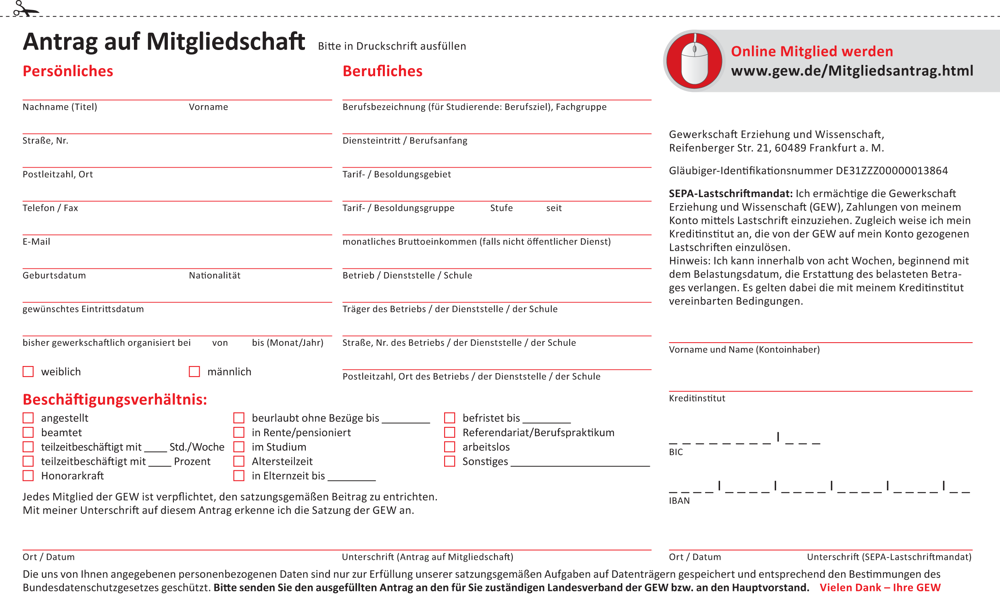 Antrag auf Mitgliedschaft Bitte in Druckschrift ausfüllen
Persönliches
Nachname (Titel) Vorname
Straße, Nr.
Postleitzahl, Ort
Telefon / Fax
E-Mail
Geburtsdatum Nationalität
gewünschtes Eintrittsdatum
bisher gewerkschaftlich organisiert bei von bis (Monat/Jahr)
weiblich männlich
Berufliches
Berufsbezeichnung (für Studierende: Berufsziel), Fachgruppe
Diensteintritt / Berufsanfang
Tarif- / Besoldungsgebiet
Tarif- / Besoldungsgruppe Stufe seit
monatliches Bruttoeinkommen (falls nicht öffentlicher Dienst)
Betrieb / Dienststelle / Schule
Träger des Betriebs / der Dienststelle / der Schule
Straße, Nr. des Betriebs / der Dienststelle / der Schule
Postleitzahl, Ort des Betriebs / der Dienststelle / der Schule
Beschäftigungsverhältnis:
angestellt
beamtet
teilzeitbeschäftigt mit ____ Std./Woche
teilzeitbeschäftigt mit ____ Prozent
Honorarkraft
beurlaubt ohne Bezüge bis ________
in Rente/pensioniert
im Studium
Altersteilzeit
in Elternzeit bis ________
befristet bis ________
Referendariat/Berufspraktikum
arbeitslos
Sonstiges ________________________
Jedes Mitglied der GEW ist verpflichtet, den satzungsgemäßen Beitrag zu entrichten.
Mit meiner Unterschrift auf diesem Antrag erkenne ich die Satzung der GEW an.
Ort / Datum Unterschrift (Antrag auf Mitgliedschaft)
Online Mitglied werden
www.gew.de/Mitgliedsantrag.html
Gewerkschaft Erziehung und Wissenschaft,
Reifenberger Str. 21, 60489 Frankfurt a. M.
Gläubiger-Identifikationsnummer DE31ZZZ00000013864
SEPA-Lastschriftmandat: Ich ermächtige die Gewerkschaft
Erziehung und Wissenschaft (GEW), Zahlungen von meinem
Konto mittels Lastschrift einzuziehen. Zugleich weise ich mein
Kreditinstitut an, die von der GEW auf mein Konto gezogenen
Lastschriften einzulösen.
Hinweis: Ich kann innerhalb von acht Wochen, beginnend mit
dem Belastungsdatum, die Erstattung des belasteten Betra-
ges verlangen. Es gelten dabei die mit meinem Kreditinstitut
vereinbarten Bedingungen.
Vorname und Name (Kontoinhaber)
Kreditinstitut
BIC
IBAN
Ort / Datum Unterschrift (SEPA-Lastschriftmandat)
Die uns von Ihnen angegebenen personenbezogenen Daten sind nur zur Erfüllung unserer satzungsgemäßen Aufgaben auf Datenträgern gespeichert und entsprechend den Bestimmungen des
Bundesdatenschutzgesetzes geschützt. Bitte senden Sie den ausgefüllten Antrag an den für Sie zuständigen Landesverband der GEW bzw. an den Hauptvorstand. Vielen Dank – Ihre GEW